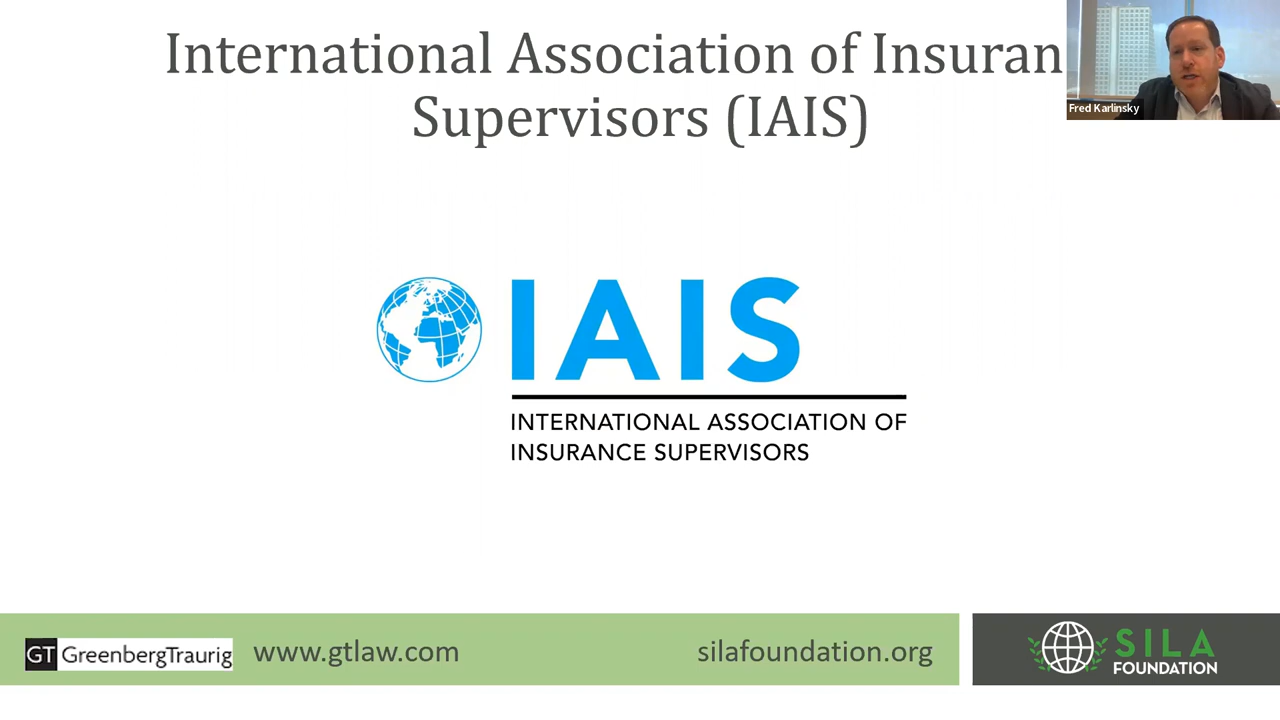 International Association of Insuran
Supervisors (IAIS)
Fred Karlinsky
IAIS
INTERNATIONAL ASSOCIATION OF
INSURANCE SUPERVISORS
GT GreenbergTraurig
www.gtlaw.com
silafoundation.org
SILA
FOUNDATION